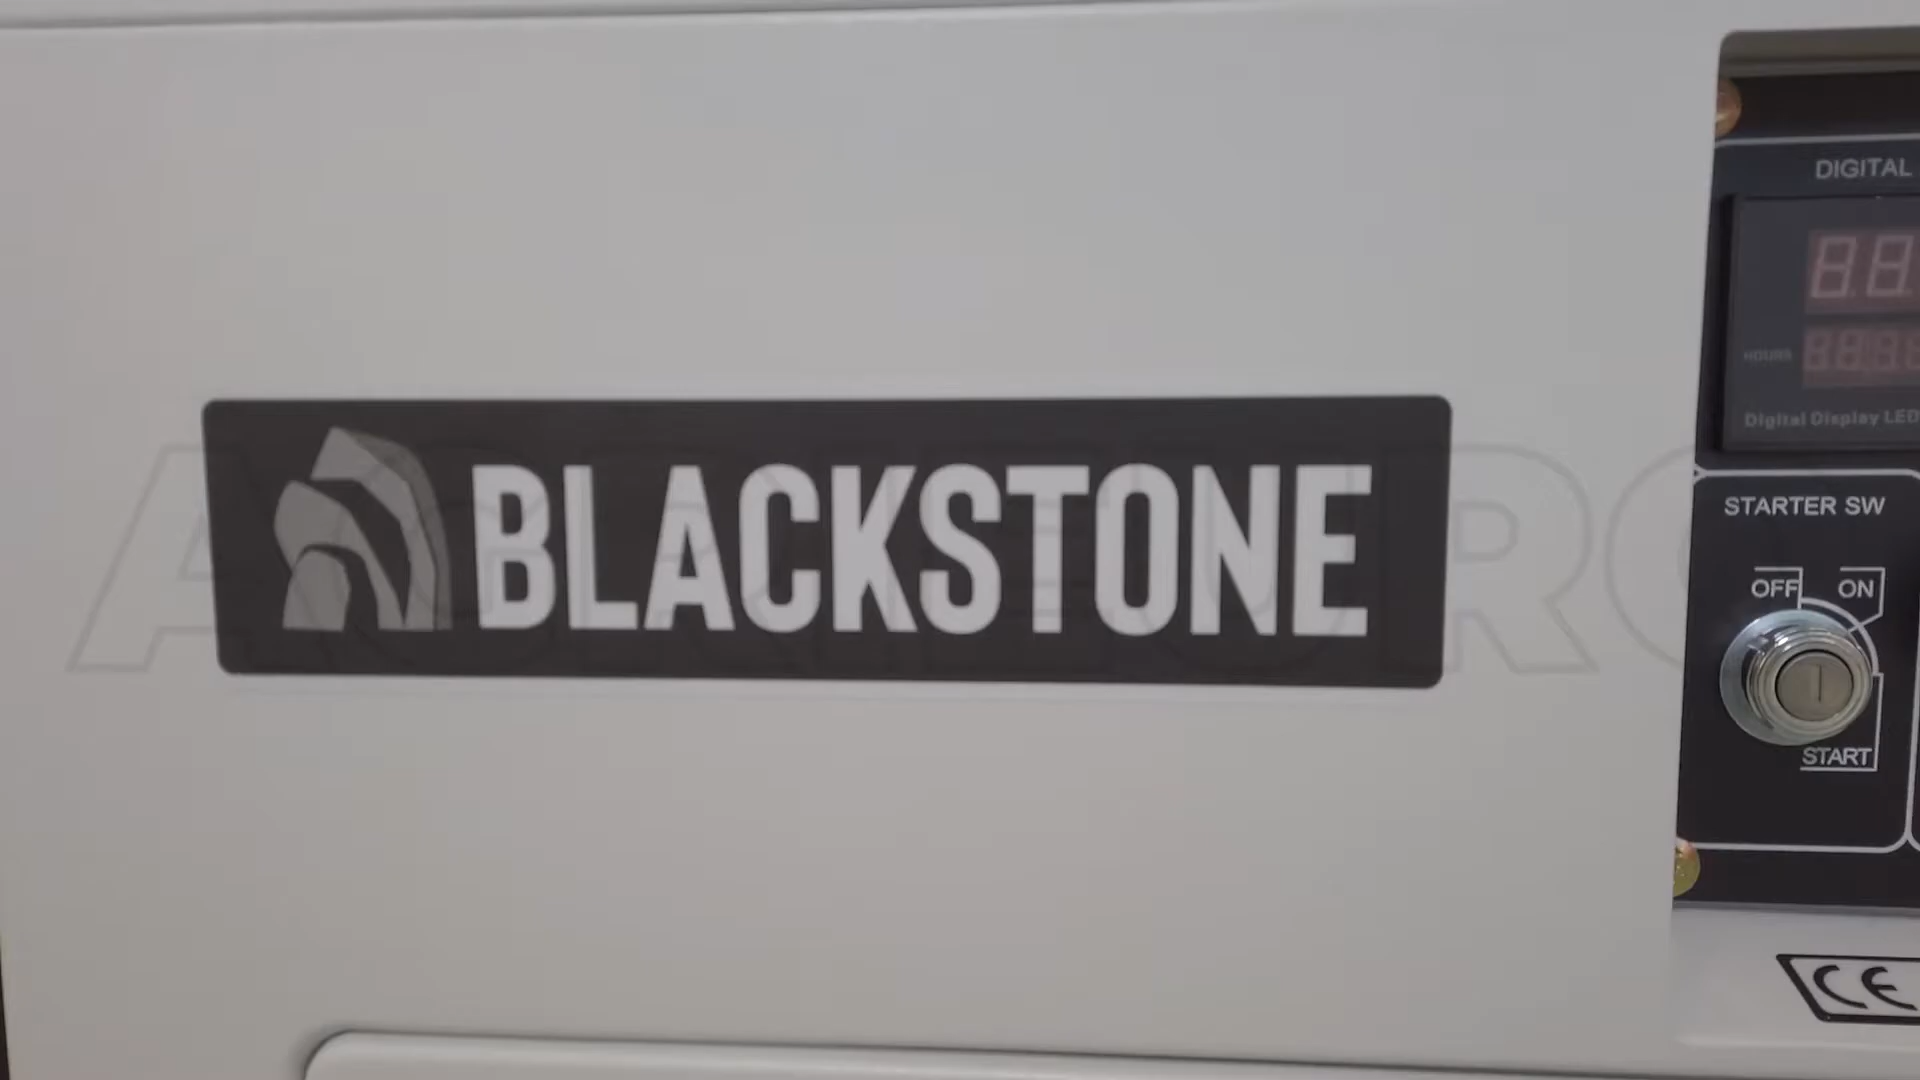 BLACKSTONE
DIGITAL
HOURS
Digital Display LED
STARTER SW
OFF ON
START
CE